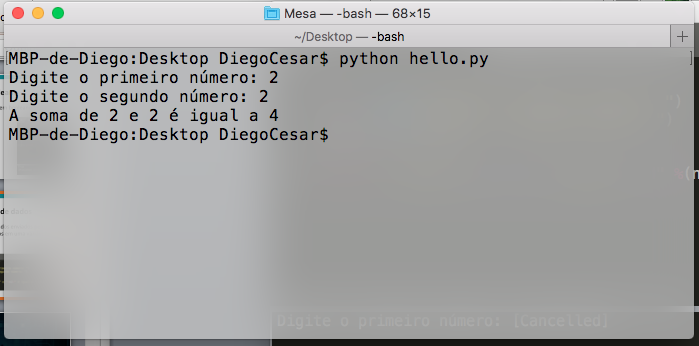 Mesa — -bash — 68×15
~/Desktop — -bash
MBP-de-Diego:Desktop DiegoCesar$ python hello.py
Digite o primeiro número: 2
Digite o segundo número: 2
A soma de 2 e 2 é igual a 4
MBP-de-Diego:Desktop DiegoCesar$
Digite o primeiro número: [Cancelled]